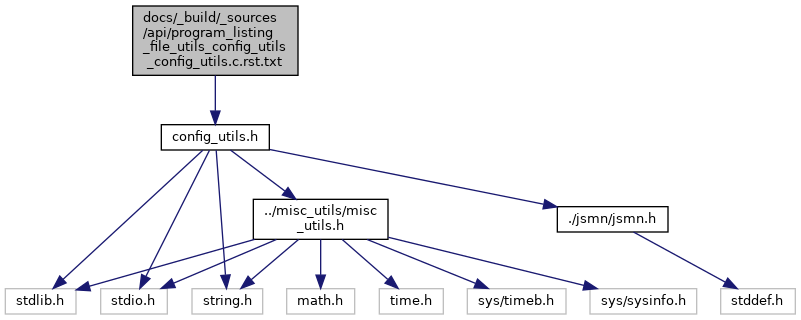 docs/_build/_sources
/api/program_listing
_file_utils_config_utils
_config_utils.c.rst.txt
config_utils.h
../misc_utils/misc
_utils.h
./jsmn/jsmn.h
stdlib.h
stdio.h
string.h
math.h
time.h
sys/timeb.h
sys/sysinfo.h
stddef.h